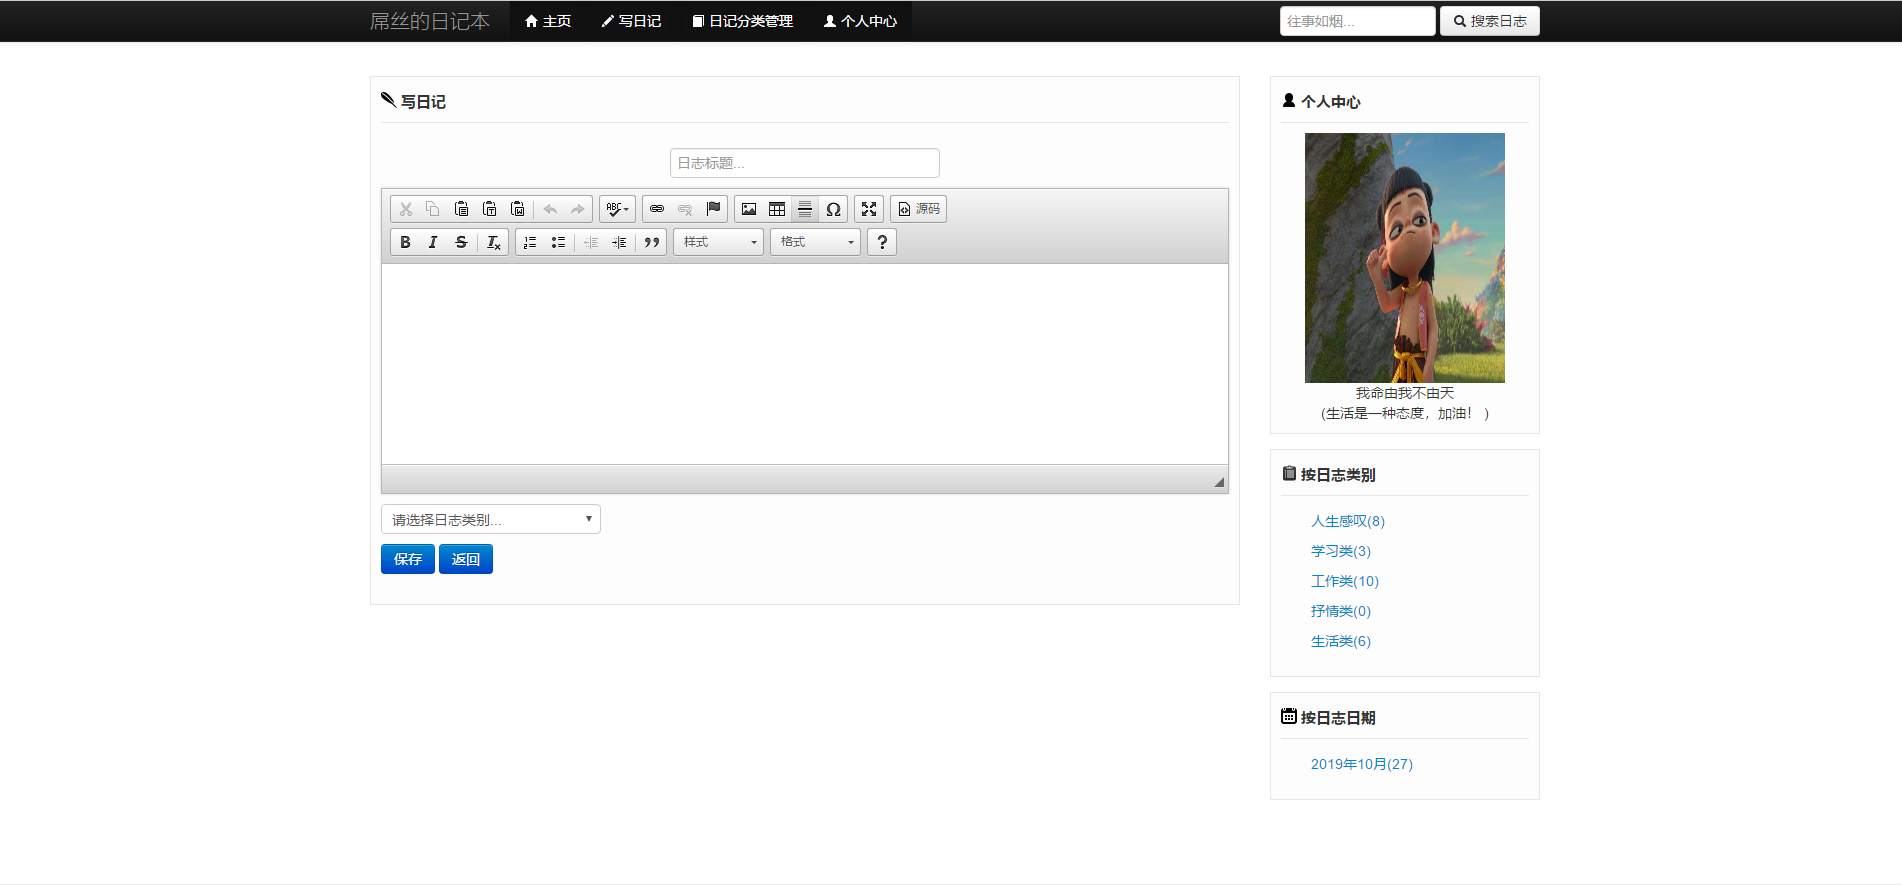 屌丝的日记本 主页 写日记 日记分类管理 个人中心 往事如烟... 搜索日志
写日记
日志标题...
ABC 源码
B I S Tx 样式 格式 ?
请选择日志类别...
保存 返回
个人中心
我命由我不由天
(生活是一种态度，加油！ )
按日志类别
人生感叹(8)
学习类(3)
工作类(10)
抒情类(0)
生活类(6)
按日志日期
2019年10月(27)